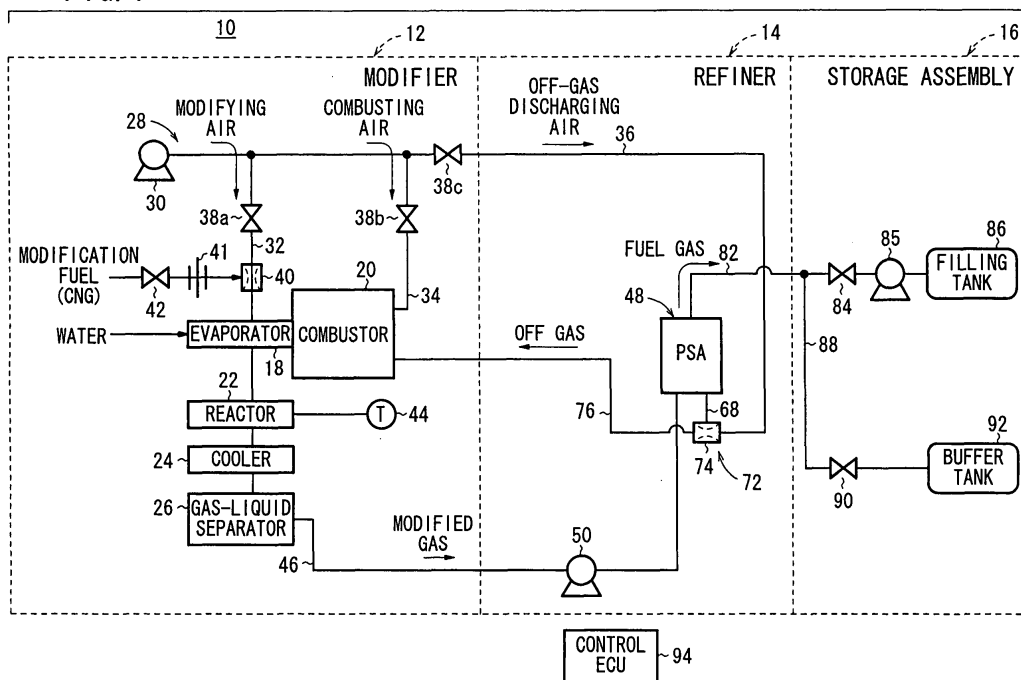 10
12
14
16
MODIFIER
REFINER
STORAGE ASSEMBLY
MODIFYING
AIR
COMBUSTING
AIR
OFF-GAS
DISCHARGING
AIR
28
30
36
38a
38b
38c
32
41
40
MODIFICATION
FUEL
(CNG)
42
20
34
FUEL GAS
82
85
86
FILLING
TANK
84
48
WATER
EVAPORATOR
18
COMBUSTOR
OFF GAS
PSA
88
22
REACTOR
T
44
76
68
74
72
24
COOLER
92
BUFFER
TANK
90
26
GAS-LIQUID
SEPARATOR
46
MODIFIED
GAS
50
CONTROL
ECU
94